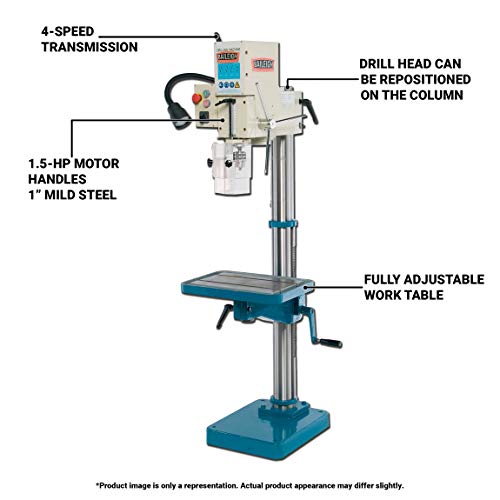 4-SPEED
TRANSMISSION
DRILL HEAD CAN
BE REPOSITIONED
ON THE COLUMN
BAILEIGH
BAILEIGH
1.5-HP MOTOR
HANDLES
1” MILD STEEL
FULLY ADJUSTABLE
WORK TABLE
*Product image is only a representation. Actual product appearance may differ slightly.